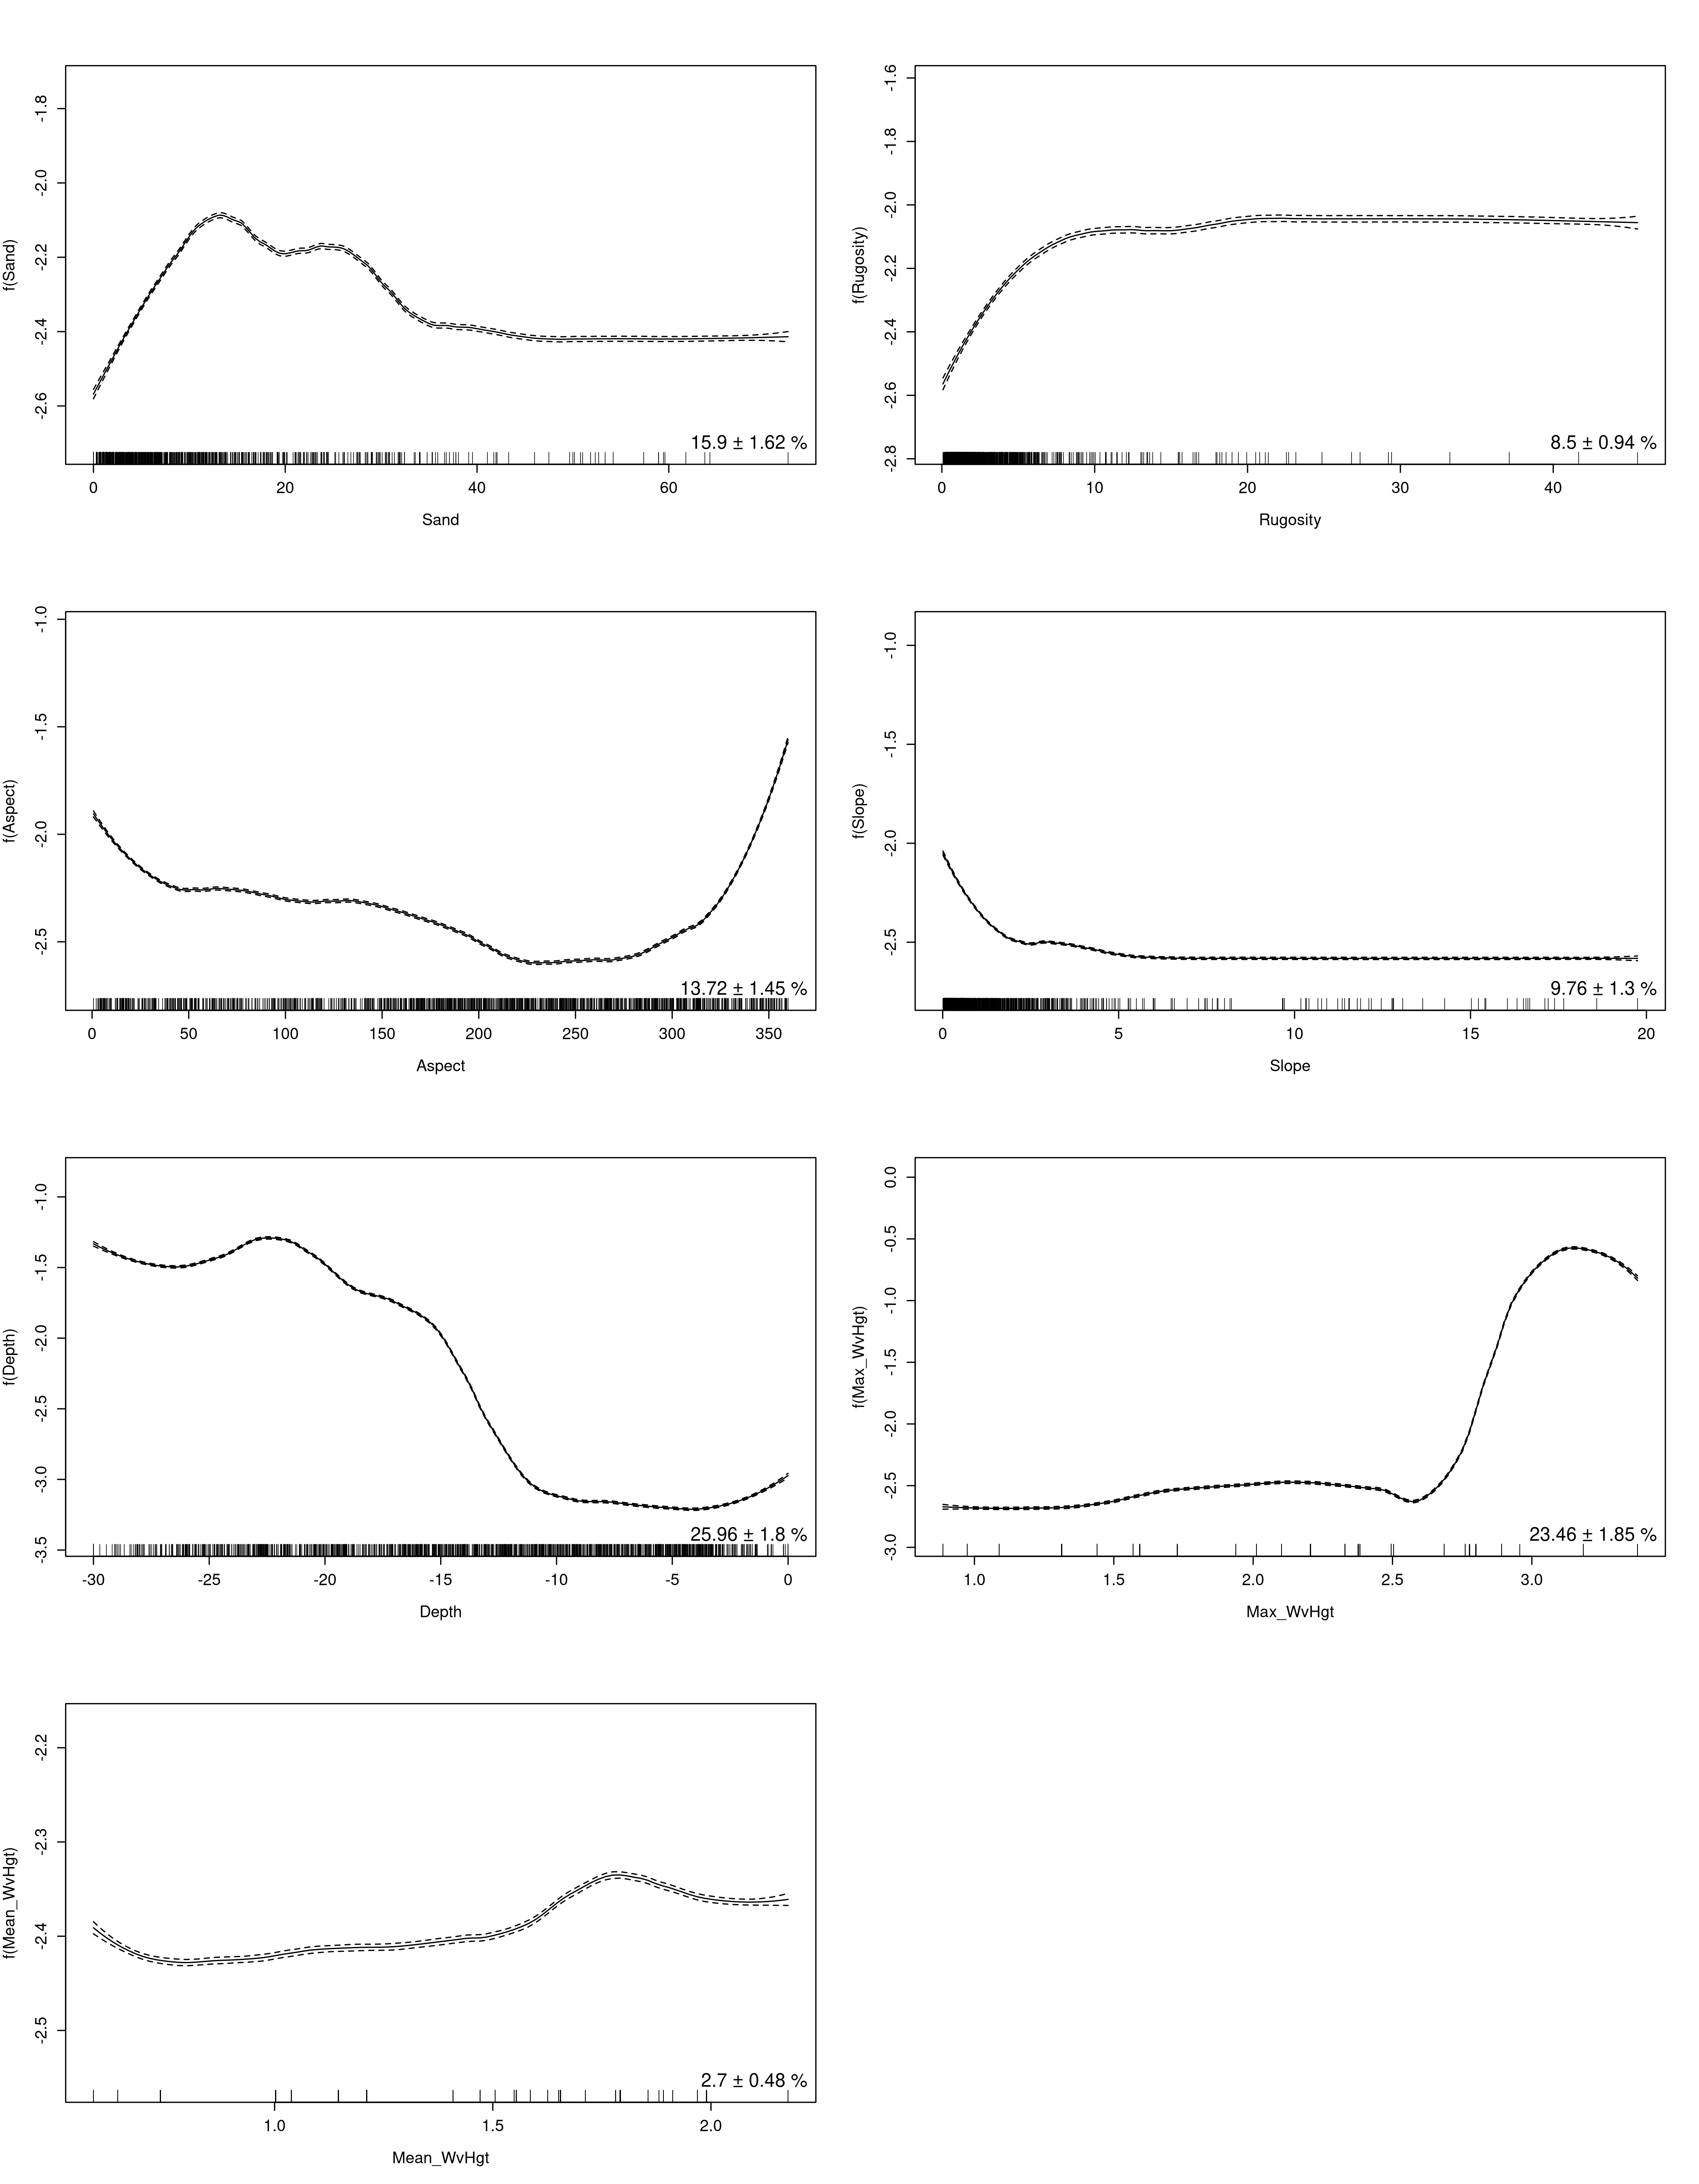 f(Sand)
-1.8
-2.0
-2.2
-2.4
-2.6
15.9 ± 1.62 %
0 20 40 60
Sand
f(Rugosity)
-1.6
-1.8
-2.0
-2.2
-2.4
-2.6
-2.8
8.5 ± 0.94 %
0 10 20 30 40
Rugosity
f(Aspect)
-1.0
-1.5
-2.0
-2.5
13.72 ± 1.45 %
0 50 100 150 200 250 300 350
Aspect
f(Slope)
-1.0
-1.5
-2.0
-2.5
9.76 ± 1.3 %
0 5 10 15 20
Slope
f(Depth)
-1.0
-1.5
-2.0
-2.5
-3.0
-3.5
25.96 ± 1.8 %
-30 -25 -20 -15 -10 -5 0
Depth
f(Max_WvHgt)
0.0
-0.5
-1.0
-1.5
-2.0
-2.5
-3.0
23.46 ± 1.85 %
1.0 1.5 2.0 2.5 3.0
Max_WvHgt
f(Mean_WvHgt)
-2.2
-2.3
-2.4
-2.5
2.7 ± 0.48 %
1.0 1.5 2.0
Mean_WvHgt